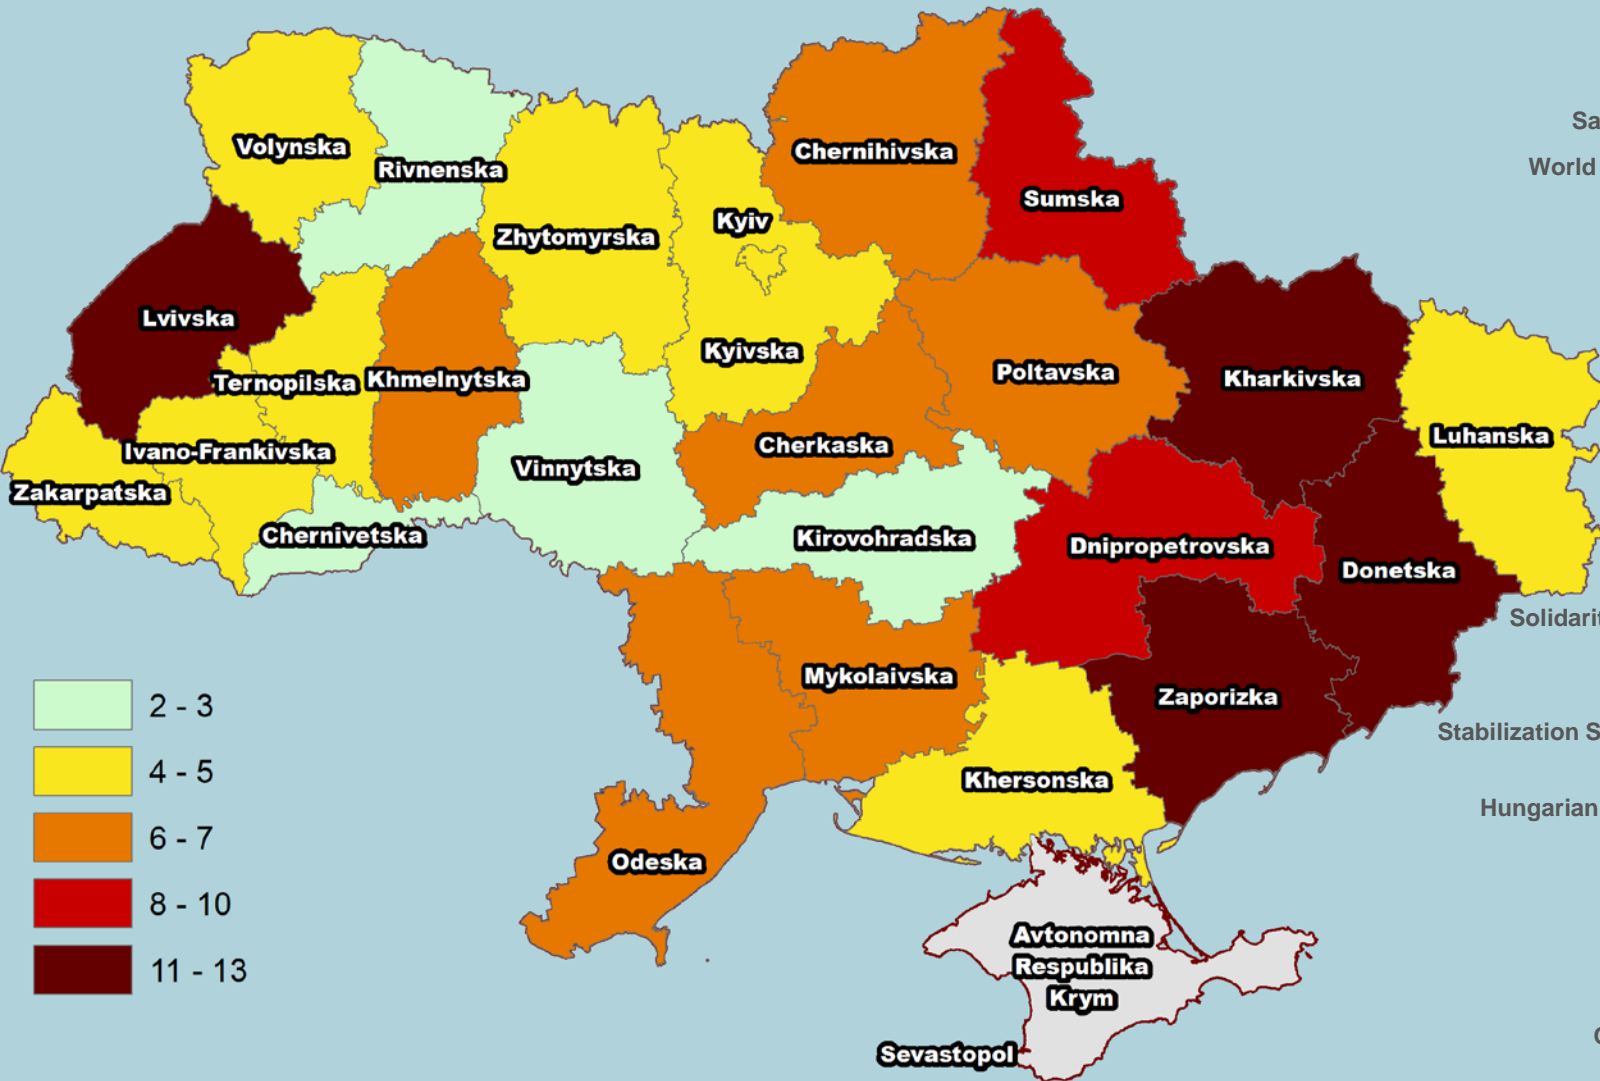 Sa
Volynska
Chernihivska
World
Rivnenska
Sumska
Kyiv
Zhytomyrska
Lvivska
Kyivska
Poltavska
Kharkivska
Ternopilska
Khmelnytska
Luhanska
Cherkaska
Ivano-Frankivska
Vinnytska
Zakarpatska
Chernivetska
Kirovohradska
Dnipropetrovska
Donetska
Solidarit
Mykolaivska
Zaporizka
2 - 3
Stabilization S
4 - 5
Khersonska
Hungarian
6 - 7
Odeska
8 - 10
Avtonomna
Respublika
Krym
11 - 13
Sevastopol